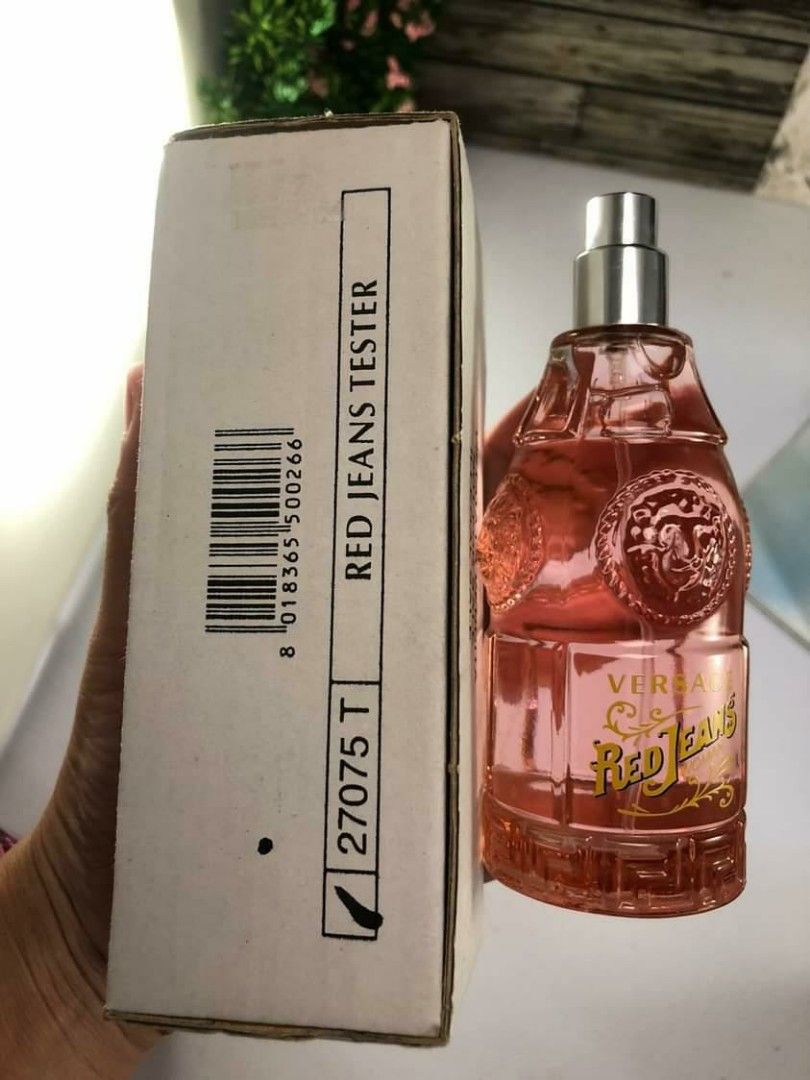 RED JEANS TESTER
27075 T
8 018365 500266
VERSACE
RED JEANS